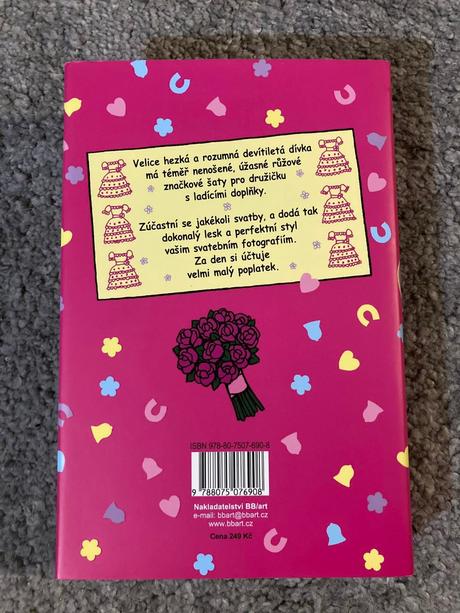 Velice hezká a rozumná devítiletá dívka
má téměř nenošené, úžasné růžové
značkové šaty pro družičku
s ladícími doplňky.
Zúčastní se jakékoli svatby, a dodá tak
dokonalý lesk a perfektní styl
vašim svatebním fotografiím.
Za den si účtuje
velmi malý poplatek.
ISBN 978-80-7507-690-8
9 788075 076908
Nakladatelství BB/art
e-mail: bbart@bbart.cz
www.bbart.cz
Cena 249 Kč